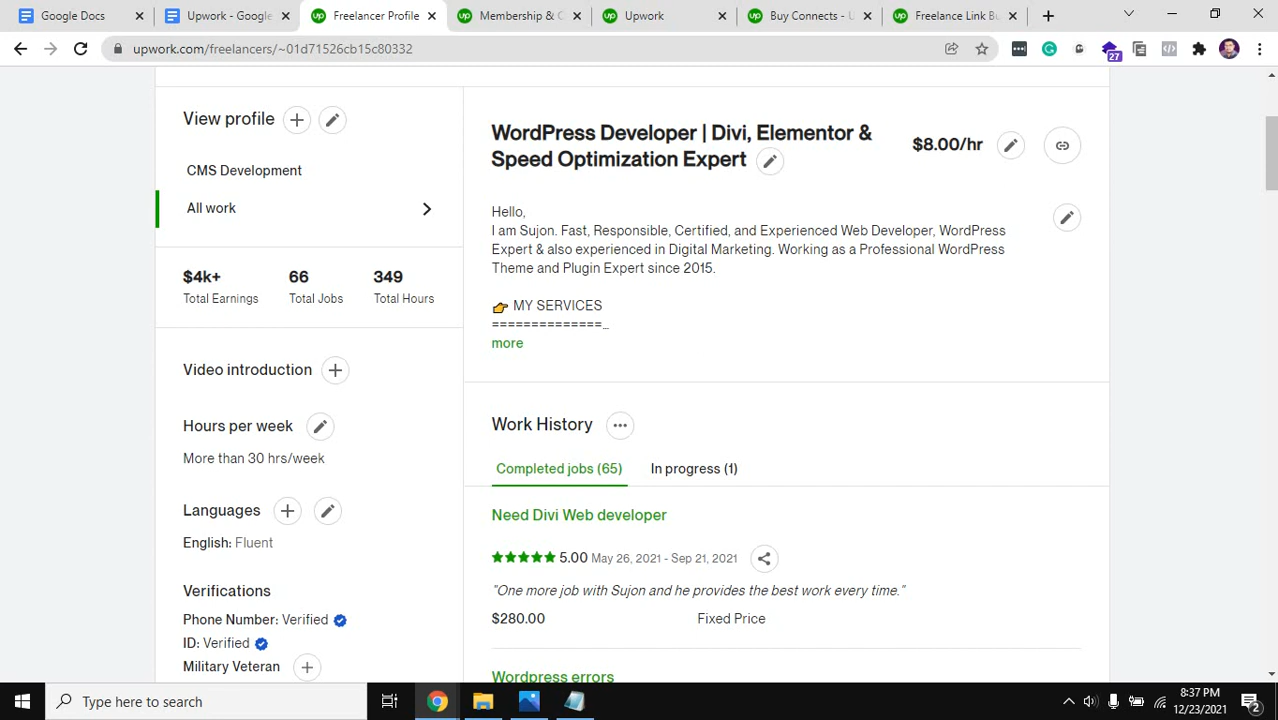 Google Docs
Upwork - Google
Freelancer Profile
Membership & C
Upwork
Buy Connects - U
Freelance Link Bu
upwork.com/freelancers/~01d71526cb15c80332
27
View profile
CMS Development
All work
$4k+
66
349
Total Earnings
Total Jobs
Total Hours
Video introduction
Hours per week
More than 30 hrs/week
Languages
English: Fluent
Verifications
Phone Number: Verified
ID: Verified
Military Veteran
WordPress Developer | Divi, Elementor &
Speed Optimization Expert
$8.00/hr
Hello,
I am Sujon. Fast, Responsible, Certified, and Experienced Web Developer, WordPress
Expert & also experienced in Digital Marketing. Working as a Professional WordPress
Theme and Plugin Expert since 2015.
👉 MY SERVICES
==============...
more
Work History
Completed jobs (65)
In progress (1)
Need Divi Web developer
5.00 May 26, 2021 - Sep 21, 2021
"One more job with Sujon and he provides the best work every time."
$280.00
Fixed Price
Wordpress errors
Type here to search
8:37 PM
12/23/2021
2